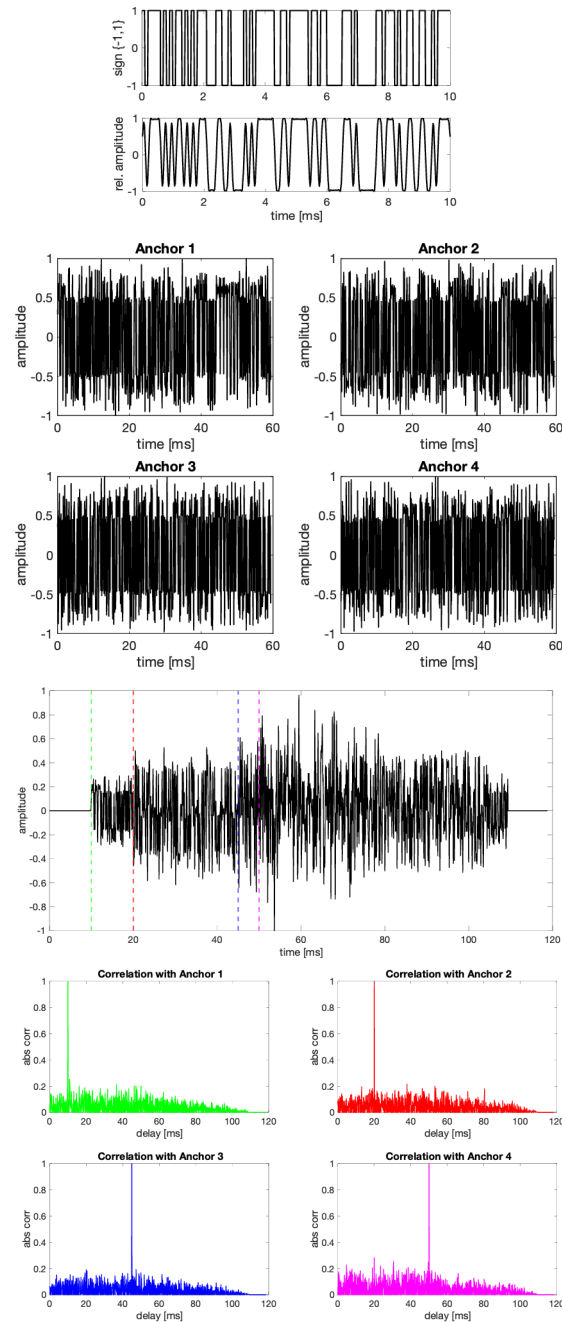 sign {-1,1}
1
0
-1
0 2 4 6 8 10
rel. amplitude
1
0
-1
0 2 4 6 8 10
time [ms]
Anchor 1
amplitude
1
0.5
0
-0.5
-1
0 20 40 60
time [ms]
Anchor 2
amplitude
1
0.5
0
-0.5
-1
0 20 40 60
time [ms]
Anchor 3
amplitude
1
0.5
0
-0.5
-1
0 20 40 60
time [ms]
Anchor 4
amplitude
1
0.5
0
-0.5
-1
0 20 40 60
time [ms]
amplitude
1
0.8
0.6
0.4
0.2
0
-0.2
-0.4
-0.6
-0.8
-1
0 20 40 60 80 100 120
time [ms]
Correlation with Anchor 1
abs corr
1
0.8
0.6
0.4
0.2
0
0 20 40 60 80 100 120
delay [ms]
Correlation with Anchor 2
abs corr
1
0.8
0.6
0.4
0.2
0
0 20 40 60 80 100 120
delay [ms]
Correlation with Anchor 3
abs corr
1
0.8
0.6
0.4
0.2
0
0 20 40 60 80 100 120
delay [ms]
Correlation with Anchor 4
abs corr
1
0.8
0.6
0.4
0.2
0
0 20 40 60 80 100 120
delay [ms]